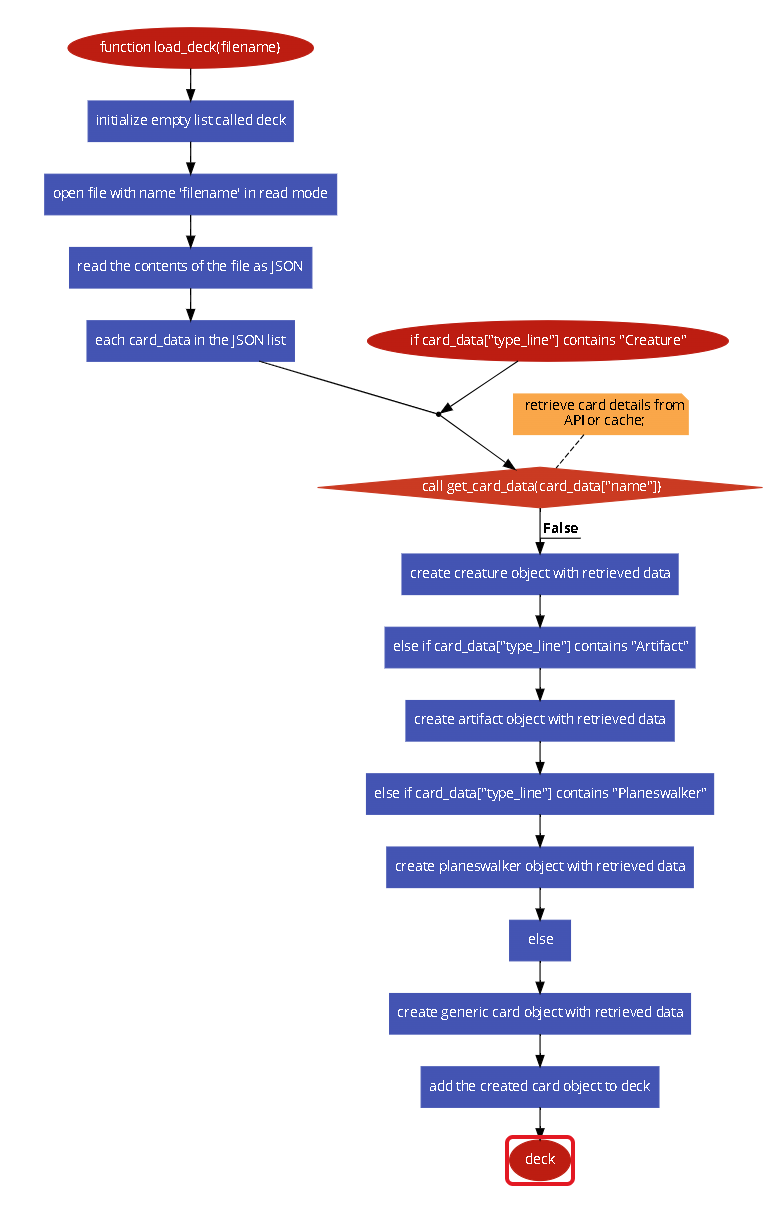 function load_deck(filename)
initialize empty list called deck
open file with name 'filename' in read mode
read the contents of the file as JSON
each card_data in the JSON list
if card_data["type_line"] contains "Creature"
retrieve card details from
API or cache;
call get_card_data(card_data["name"])
False
create creature object with retrieved data
else if card_data["type_line"] contains "Artifact"
create artifact object with retrieved data
else if card_data["type_line"] contains "Planeswalker"
create planeswalker object with retrieved data
else
create generic card object with retrieved data
add the created card object to deck
deck